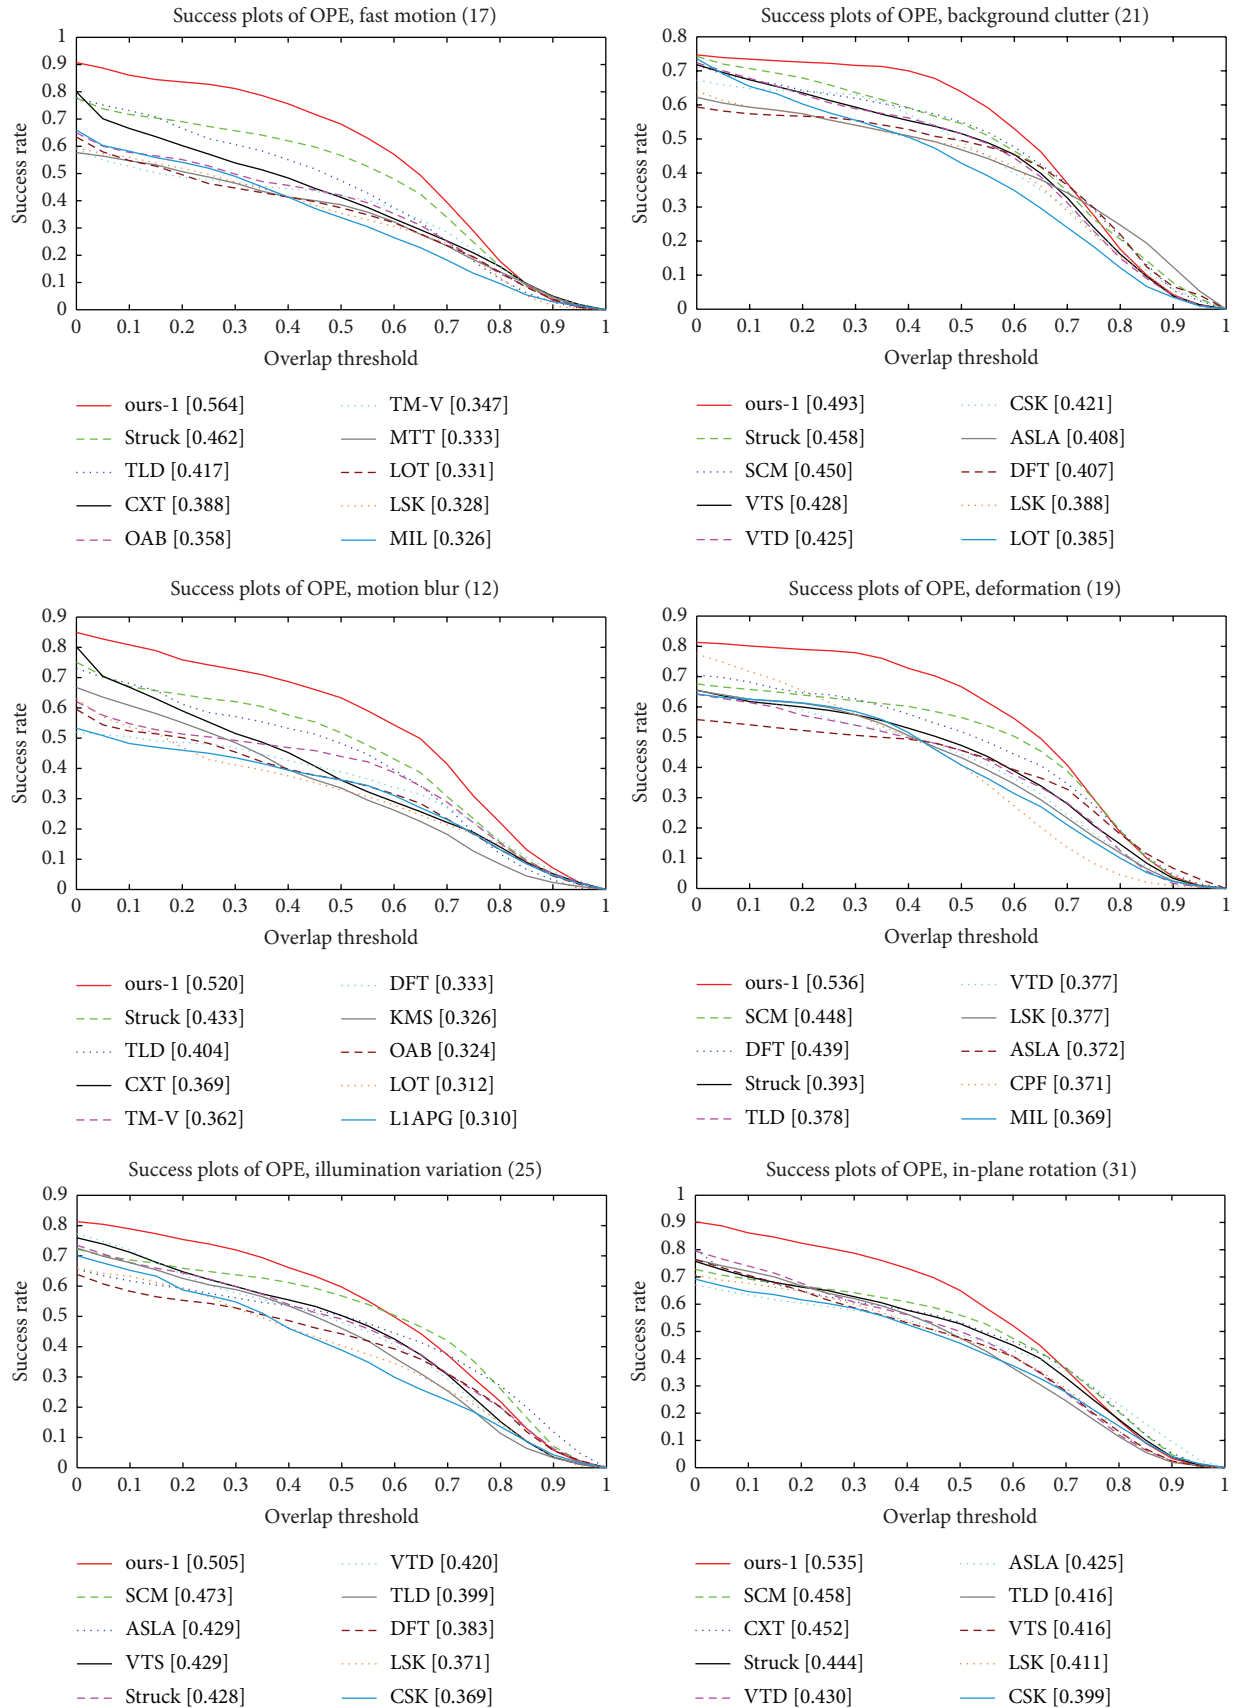 Success plots of OPE, fast motion (17)
1
0.9
0.8
0.7
0.6
0.5
0.4
0.3
0.2
0.1
0
Success rate
0 0.1 0.2 0.3 0.4 0.5 0.6 0.7 0.8 0.9 1
Overlap threshold
ours-1 [0.564]
Struck [0.462]
TLD [0.417]
CXT [0.388]
OAB [0.358]
TM-V [0.347]
MTT [0.333]
LOT [0.331]
LSK [0.328]
MIL [0.326]
Success plots of OPE, background clutter (21)
0.8
0.7
0.6
0.5
0.4
0.3
0.2
0.1
0
Success rate
0 0.1 0.2 0.3 0.4 0.5 0.6 0.7 0.8 0.9 1
Overlap threshold
ours-1 [0.493]
Struck [0.458]
SCM [0.450]
VTS [0.428]
VTD [0.425]
CSK [0.421]
ASLA [0.408]
DFT [0.407]
LSK [0.388]
LOT [0.385]
Success plots of OPE, motion blur (12)
0.9
0.8
0.7
0.6
0.5
0.4
0.3
0.2
0.1
0
Success rate
0 0.1 0.2 0.3 0.4 0.5 0.6 0.7 0.8 0.9 1
Overlap threshold
ours-1 [0.520]
Struck [0.433]
TLD [0.404]
CXT [0.369]
TM-V [0.362]
DFT [0.333]
KMS [0.326]
OAB [0.324]
LOT [0.312]
L1APG [0.310]
Success plots of OPE, deformation (19)
0.9
0.8
0.7
0.6
0.5
0.4
0.3
0.2
0.1
0
Success rate
0 0.1 0.2 0.3 0.4 0.5 0.6 0.7 0.8 0.9 1
Overlap threshold
ours-1 [0.536]
SCM [0.448]
DFT [0.439]
Struck [0.393]
TLD [0.378]
VTD [0.377]
LSK [0.377]
ASLA [0.372]
CPF [0.371]
MIL [0.369]
Success plots of OPE, illumination variation (25)
0.9
0.8
0.7
0.6
0.5
0.4
0.3
0.2
0.1
0
Success rate
0 0.1 0.2 0.3 0.4 0.5 0.6 0.7 0.8 0.9 1
Overlap threshold
ours-1 [0.505]
SCM [0.473]
ASLA [0.429]
VTS [0.429]
Struck [0.428]
VTD [0.420]
TLD [0.399]
DFT [0.383]
LSK [0.371]
CSK [0.369]
Success plots of OPE, in-plane rotation (31)
1
0.9
0.8
0.7
0.6
0.5
0.4
0.3
0.2
0.1
0
Success rate
0 0.1 0.2 0.3 0.4 0.5 0.6 0.7 0.8 0.9 1
Overlap threshold
ours-1 [0.535]
SCM [0.458]
CXT [0.452]
Struck [0.444]
VTD [0.430]
ASLA [0.425]
TLD [0.416]
VTS [0.416]
LSK [0.411]
CSK [0.399]